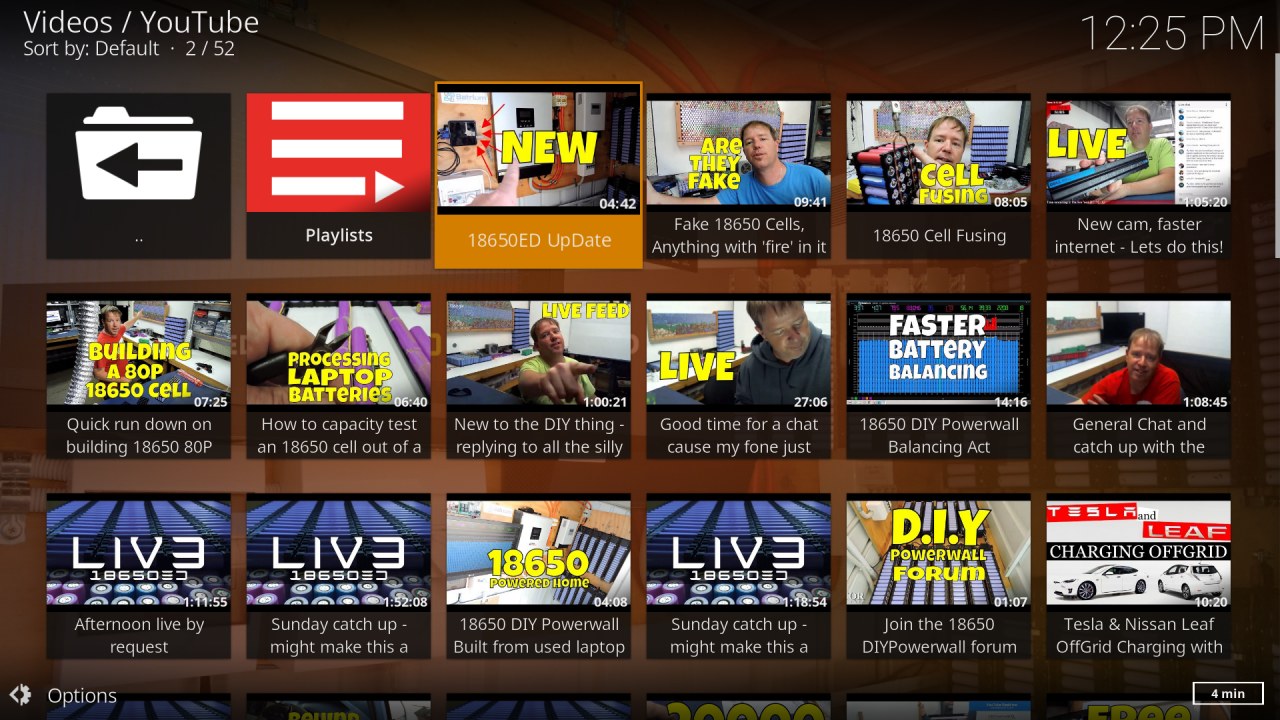 Videos / YouTube
Sort by: Default · 2 / 52
12:25 PM
..
Playlists
NEW
04:42
18650ED UpDate
ARE
THEY
FAKE
09:41
Fake 18650 Cells,
Anything with 'fire' in it
CELL
FUSING
08:05
18650 Cell Fusing
LIVE
1:05:20
New cam, faster
internet - Lets do this!
BUILDING
A 80P
18650 CELL
07:25
Quick run down on
building 18650 80P
PROCESSING
LAPTOP
BATTERIES
06:40
How to capacity test
an 18650 cell out of a
LIVE FEED
1:00:21
New to the DIY thing -
replying to all the silly
LIVE
27:06
Good time for a chat
cause my fone just
FASTER
BATTERY
BALANCING
14:16
18650 DIY Powerwall
Balancing Act
1:08:45
General Chat and
catch up with the
LIV3
18650ED
1:11:55
Afternoon live by
request
LIV3
18650ED
1:52:08
Sunday catch up -
might make this a
18650
POWERED HOME
04:08
18650 DIY Powerwall
Built from used laptop
LIV3
18650ED
1:18:54
Sunday catch up -
might make this a
D.I.Y
POWERWALL
FORUM
01:07
Join the 18650
DIYPowerwall forum
TESLA and
LEAF
CHARGING OFFGRID
10:20
Tesla & Nissan Leaf
OffGrid Charging with
Options
4 min